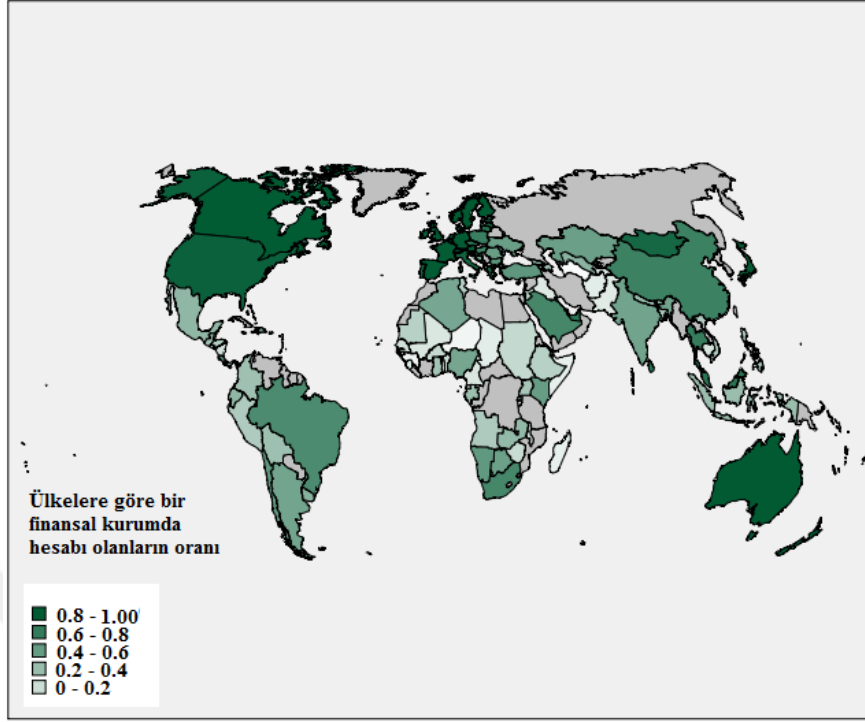 Ülkelere göre bir
finansal kurumda
hesabı olanların oranı
0.8 - 1.00
0.6 - 0.8
0.4 - 0.6
0.2 - 0.4
0 - 0.2